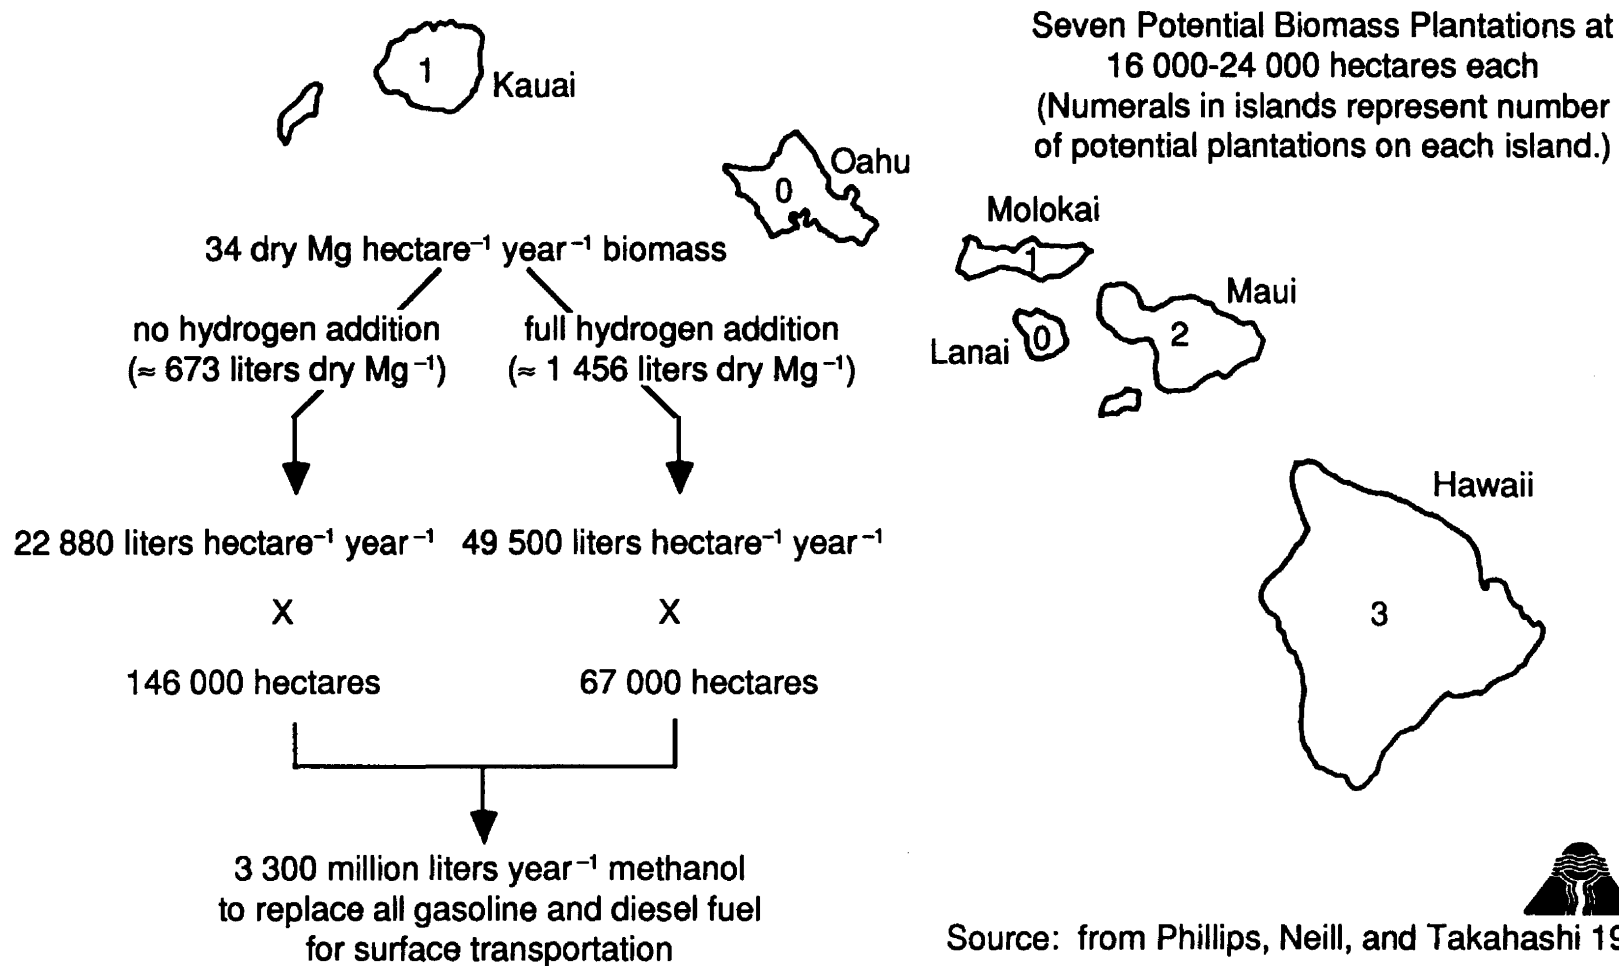 Seven Potential Biomass Plantations at
16 000-24 000 hectares each
(Numerals in islands represent number
of potential plantations on each island.)
1
Kauai
0
Oahu
Molokai
1
Maui
2
Lanai
0
Hawaii
3
34 dry Mg hectare⁻¹ year⁻¹ biomass
no hydrogen addition
(≈ 673 liters dry Mg⁻¹)
full hydrogen addition
(≈ 1 456 liters dry Mg⁻¹)
22 880 liters hectare⁻¹ year⁻¹
49 500 liters hectare⁻¹ year⁻¹
X
X
146 000 hectares
67 000 hectares
3 300 million liters year⁻¹ methanol
to replace all gasoline and diesel fuel
for surface transportation
Source: from Phillips, Neill, and Takahashi